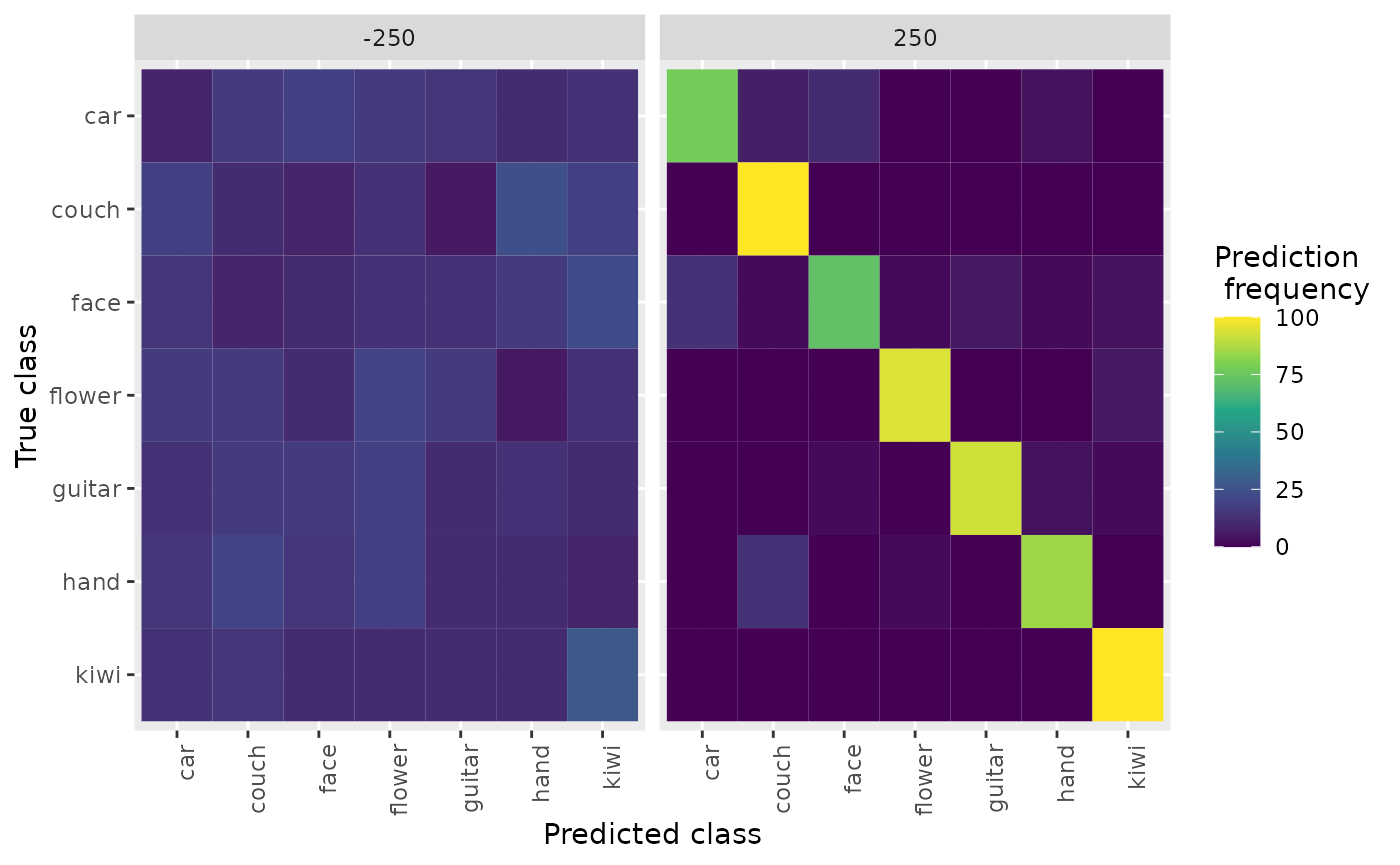 -250
250
True class
car
couch
face
flower
guitar
hand
kiwi
car
couch
face
flower
guitar
hand
kiwi
car
couch
face
flower
guitar
hand
kiwi
Predicted class
Prediction
frequency
100
75
50
25
0